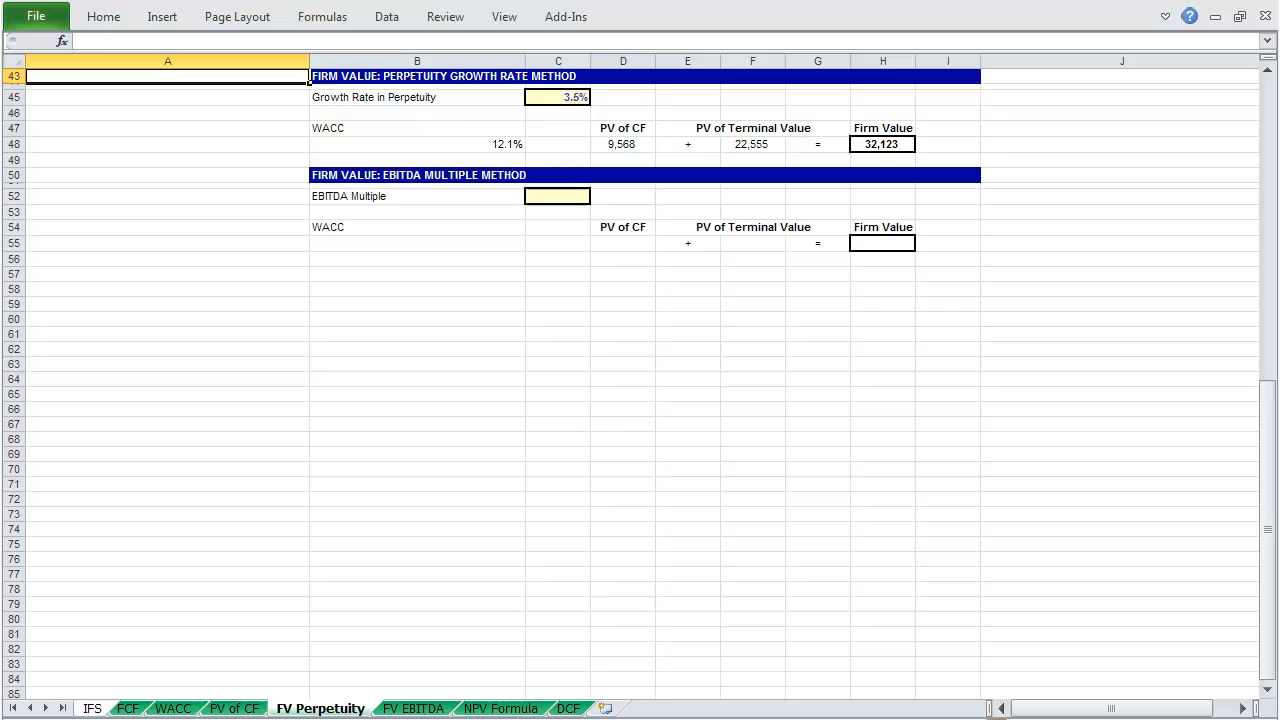 File Home Insert Page Layout Formulas Data Review View Add-Ins
fx
A B C D E F G H I J
43 FIRM VALUE: PERPETUITY GROWTH RATE METHOD
45 Growth Rate in Perpetuity 3.5%
46
47 WACC PV of CF PV of Terminal Value Firm Value
48 12.1% 9,568 + 22,555 = 32,123
49
50 FIRM VALUE: EBITDA MULTIPLE METHOD
52 EBITDA Multiple
53
54 WACC PV of CF PV of Terminal Value Firm Value
55 + =
56
57
58
59
60
61
62
63
64
65
66
67
68
69
70
71
72
73
74
75
76
77
78
79
80
81
82
83
84
85
IFS FCF WACC PV of CF FV Perpetuity FV EBITDA NPV Formula DCF